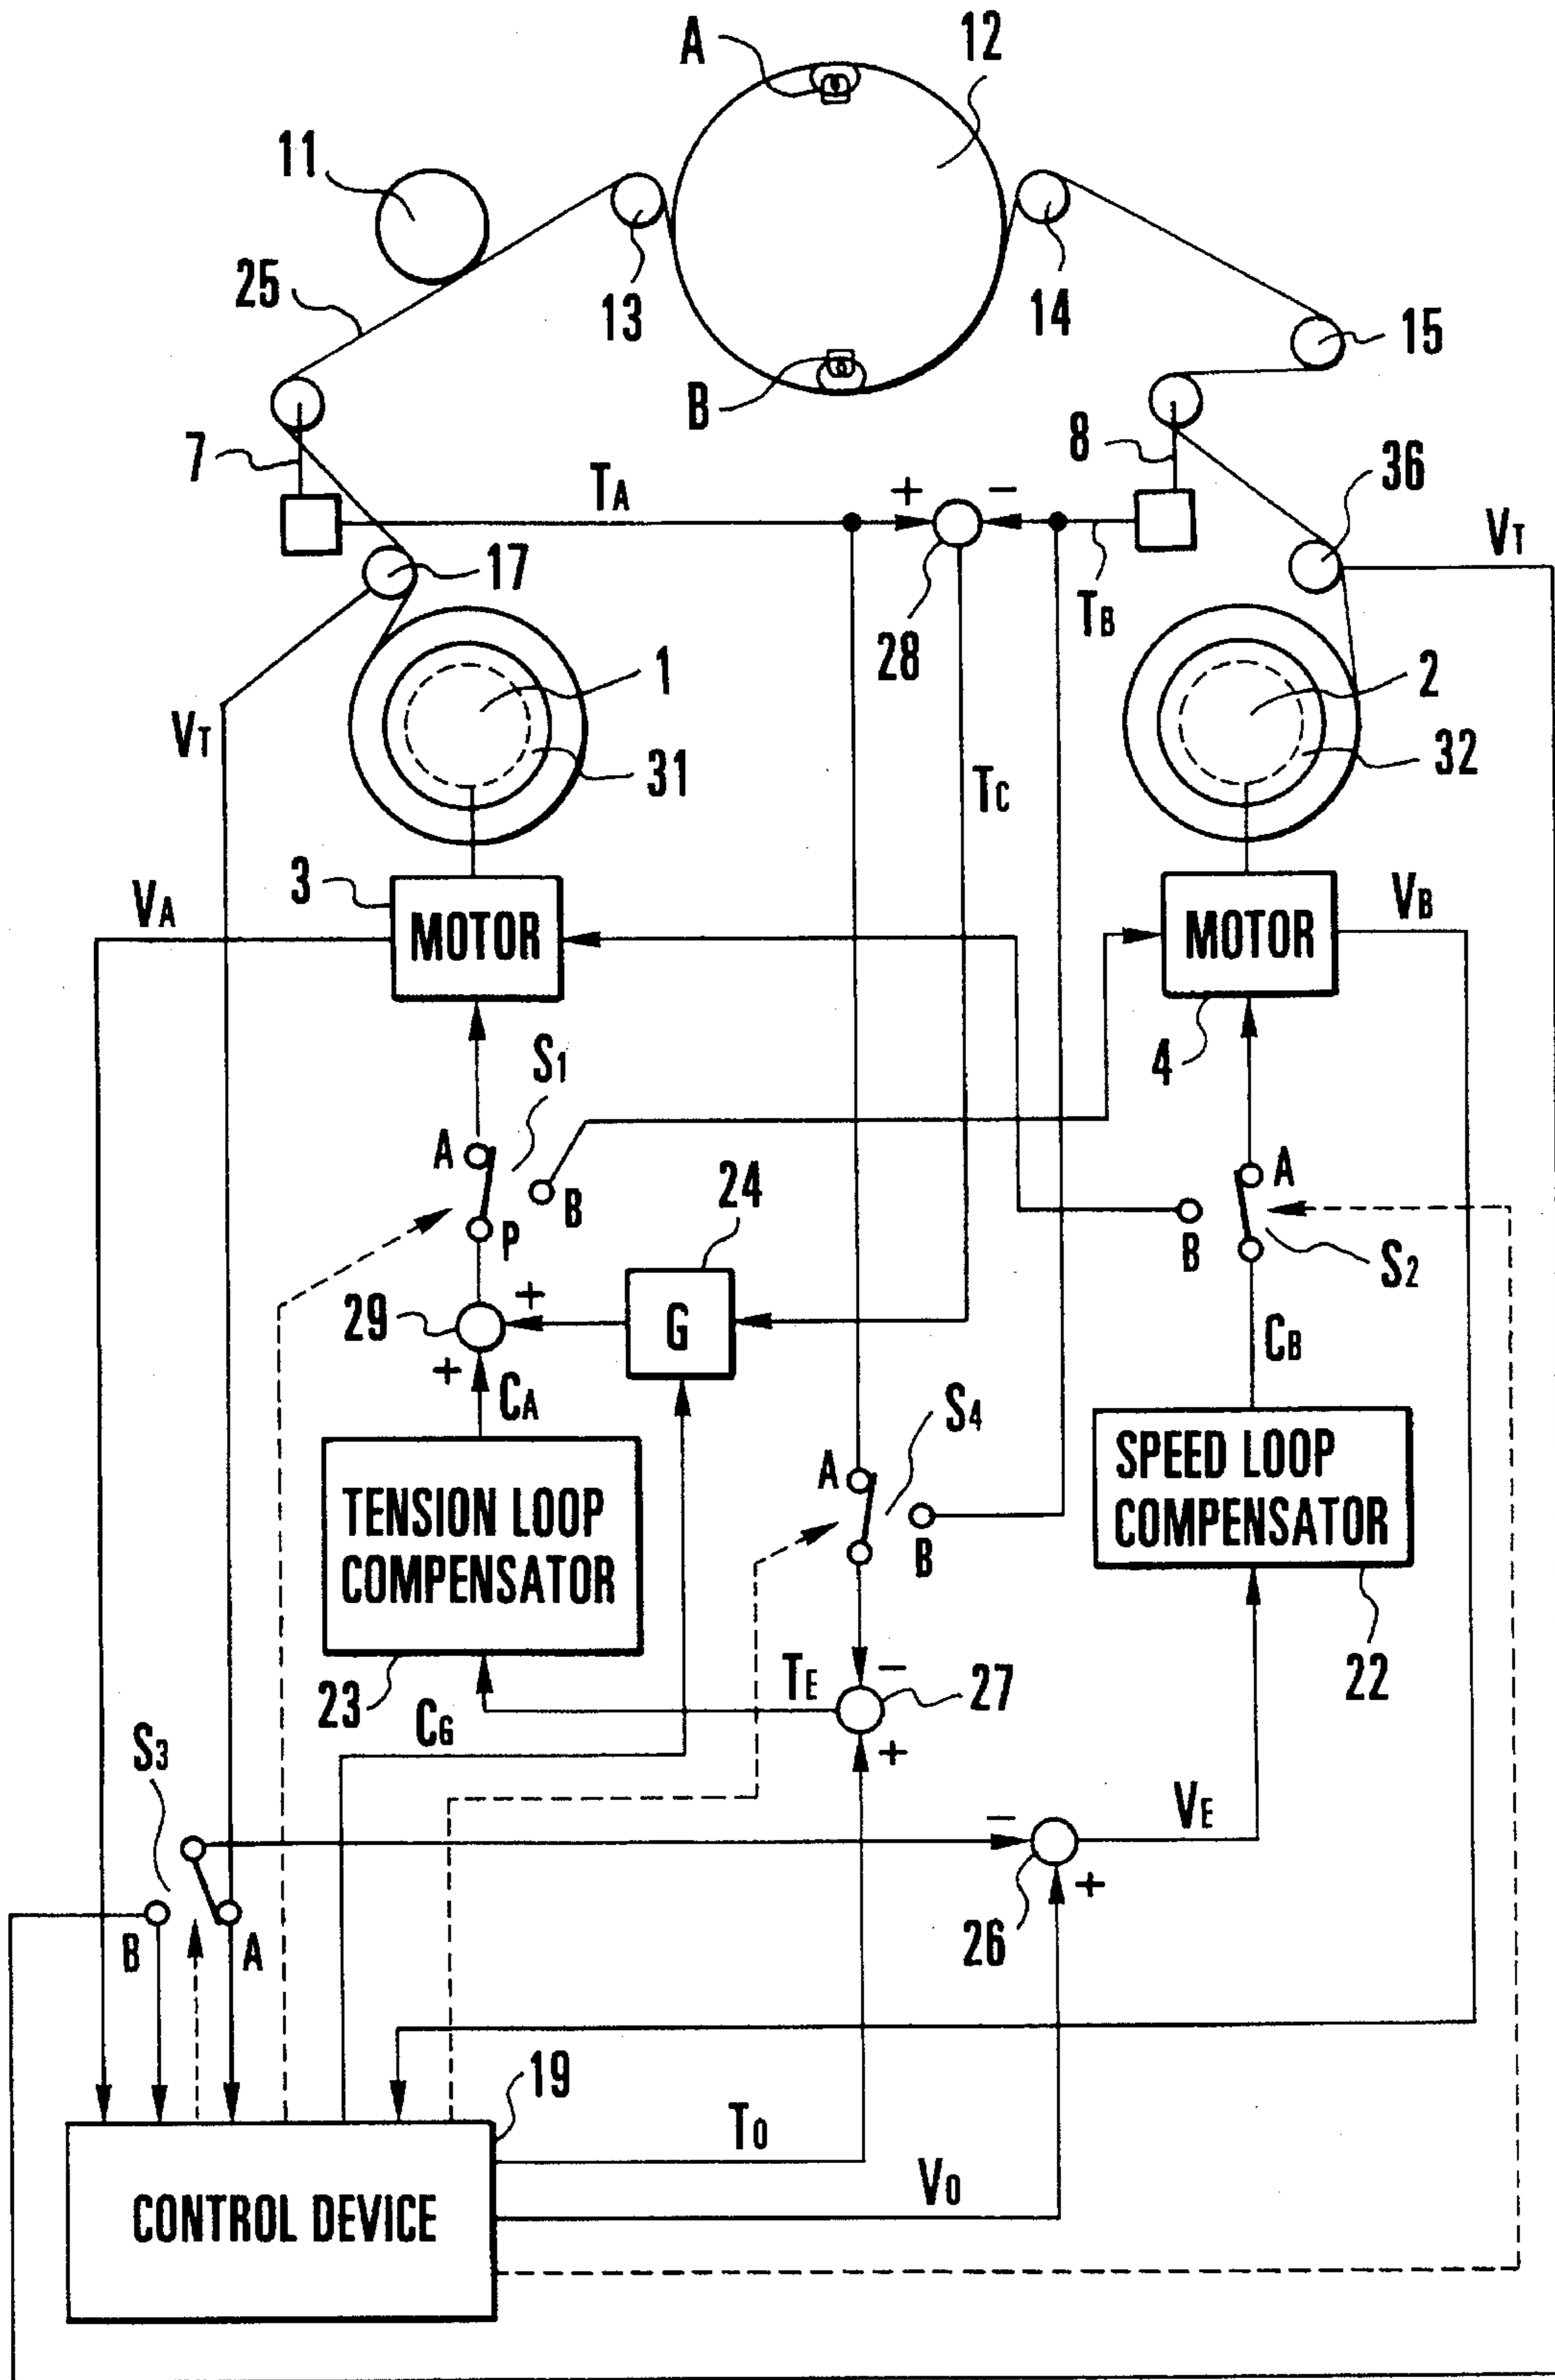 A
12
11
25
13
14
15
B
7
8
36
TA
+
−
VT
17
28
TB
1
2
VT
31
32
TC
3
VA
MOTOR
MOTOR
VB
4
S1
A
B
P
24
A
B
S2
29
+
G
CB
+
CA
S4
A
B
TENSION LOOP
COMPENSATOR
SPEED LOOP
COMPENSATOR
23
CG
TE
−
27
+
22
S3
−
VE
+
26
B
A
19
TO
VO
CONTROL DEVICE